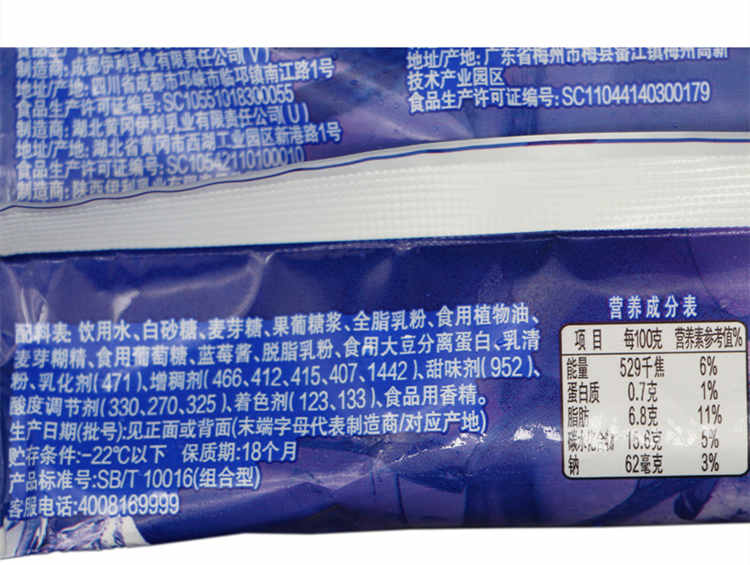 制造商:成都伊利乳业有限责任公司(V)
地址/产地:四川省成都市邛崃市临邛镇南江路1号
食品生产许可证编号:SC10551018300055
制造商:湖北黄冈伊利乳业有限责任公司(U)
地址/产地:湖北省黄冈市西湖工业园区新港路1号
食品生产许可证编号:SC10542110100010
制造商:陕西伊利
地址/产地:广东省梅州市梅县畲江镇梅州高新
技术产业园区
食品生产许可证编号:SC11044140300179
配料表:饮用水、白砂糖、麦芽糖、果葡糖浆、全脂乳粉、食用植物油、
麦芽糊精、食用葡萄糖、蓝莓酱、脱脂乳粉、食用大豆分离蛋白、乳清
粉、乳化剂(471)、增稠剂(466、412、415、407、1442)、甜味剂(952)、
酸度调节剂(330、270、325)、着色剂(123、133)、食品用香精。
生产日期(批号):见正面或背面(末端字母代表制造商/对应产地)
贮存条件:-22℃以下 保质期:18个月
产品标准号:SB/T 10016(组合型)
客服电话:4008169999
营养成分表
项目 每100克 营养素参考值%
能量 529千焦 6%
蛋白质 0.7克 1%
脂肪 6.8克 11%
碳水化合物 15.6克 5%
钠 62毫克 3%